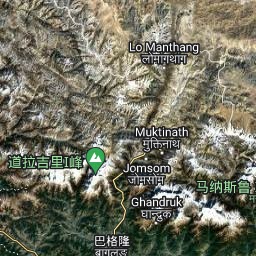 Lo Manthang
लोमान्थाङ
Muktinath
मुक्तिनाथ
道拉吉里I峰
Jomsom
जोमसोम
马纳斯鲁
Ghandruk
घान्द्रुक
巴格隆
बागलुङ